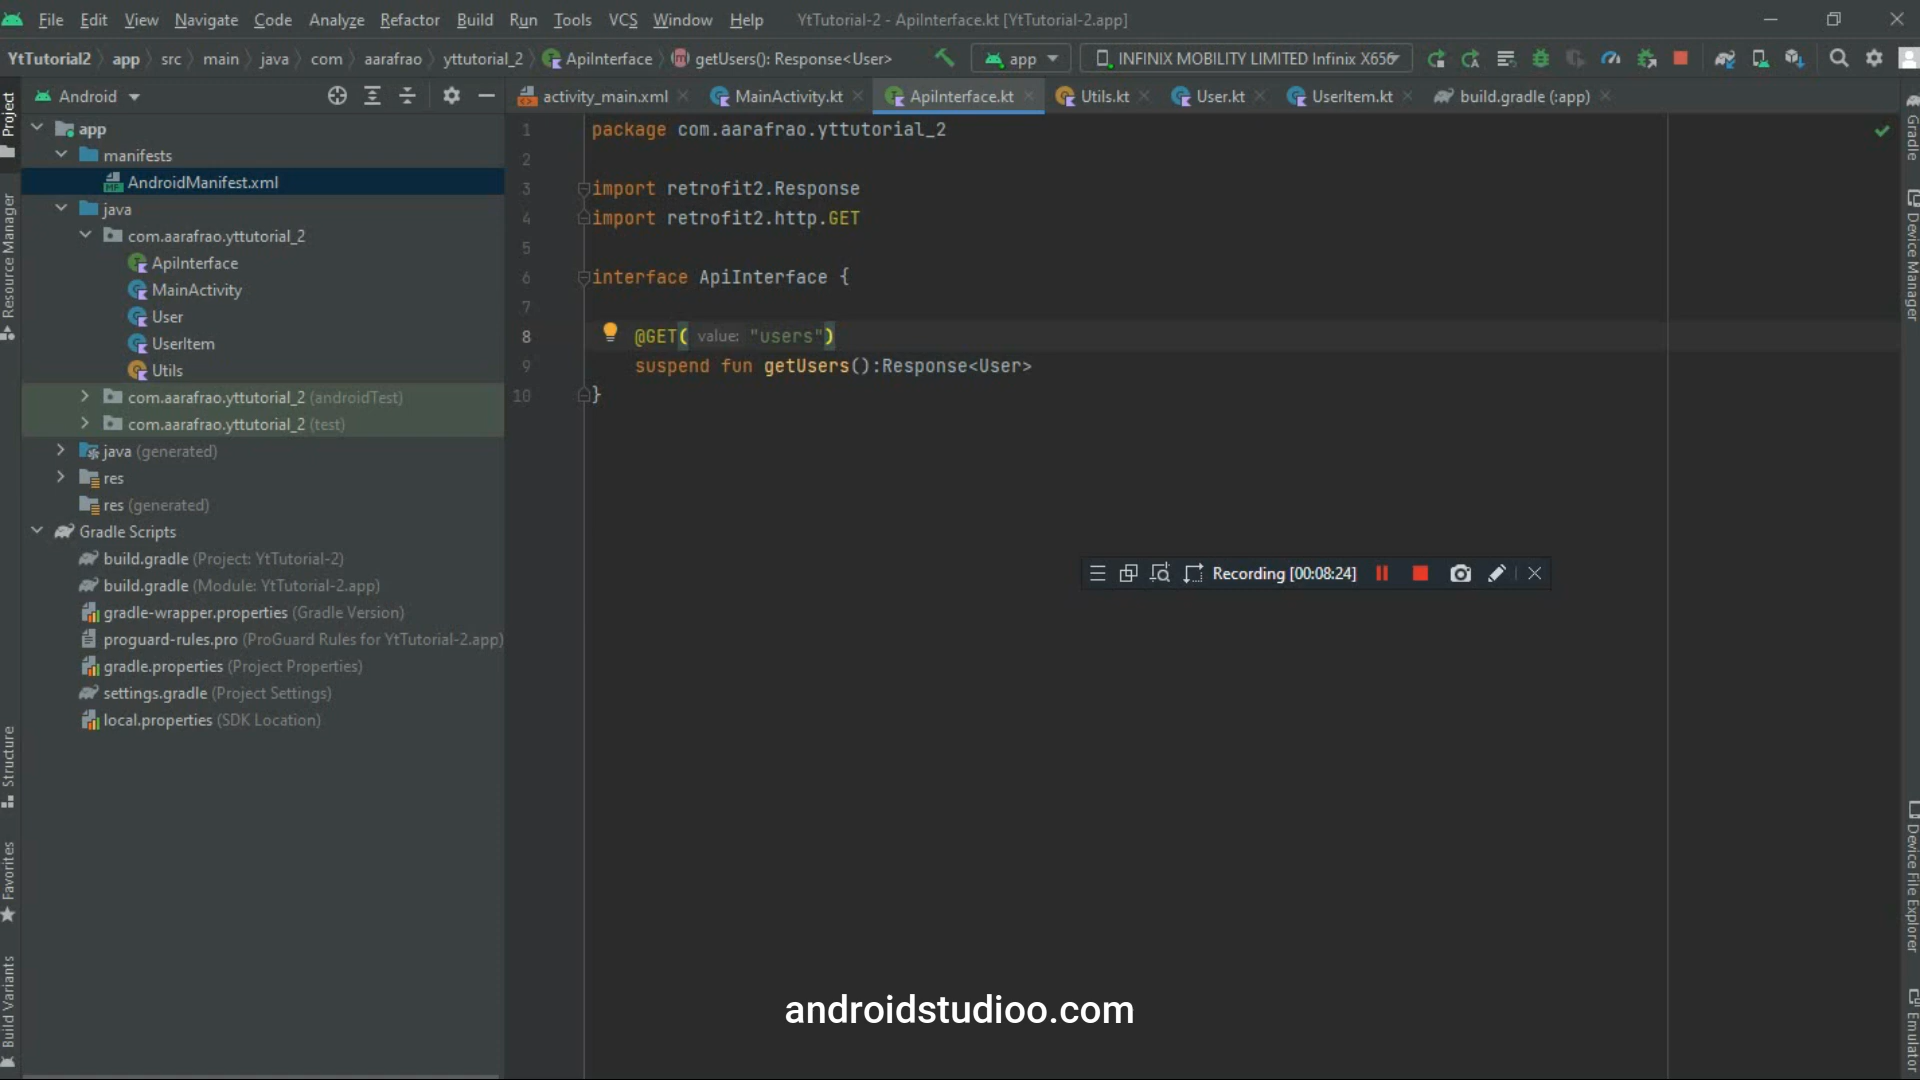 File Edit View Navigate Code Analyze Refactor Build Run Tools VCS Window Help YtTutorial-2 - ApiInterface.kt [YtTutorial-2.app]
YtTutorial2 app src main java com aarafrao yttutorial_2 ApiInterface getUsers(): Response<User> app INFINIX MOBILITY LIMITED Infinix X656
Android activity_main.xml MainActivity.kt ApiInterface.kt Utils.kt User.kt UserItem.kt build.gradle (:app)
Project
Resource Manager
Structure
Favorites
Build Variants
app
manifests
AndroidManifest.xml
java
com.aarafrao.yttutorial_2
ApiInterface
MainActivity
User
UserItem
Utils
com.aarafrao.yttutorial_2 (androidTest)
com.aarafrao.yttutorial_2 (test)
java (generated)
res
res (generated)
Gradle Scripts
build.gradle (Project: YtTutorial-2)
build.gradle (Module: YtTutorial-2.app)
gradle-wrapper.properties (Gradle Version)
proguard-rules.pro (ProGuard Rules for YtTutorial-2.app)
gradle.properties (Project Properties)
settings.gradle (Project Settings)
local.properties (SDK Location)
1 package com.aarafrao.yttutorial_2
2
3 import retrofit2.Response
4 import retrofit2.http.GET
5
6 interface ApiInterface {
7
8 @GET( value: "users")
9 suspend fun getUsers():Response<User>
10 }
Recording [00:08:24]
androidstudioo.com
Gradle
Device Manager
Device File Explorer
Emulator